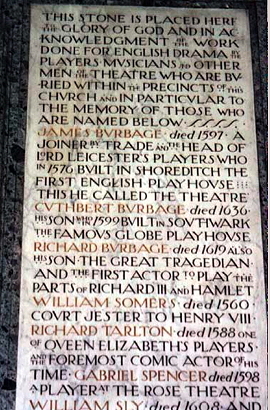 THIS STONE IS PLACED HERE
TO THE GLORY OF GOD AND IN AC
KNOWLEDGMENT OF THE WORK
DONE FOR ENGLISH DRAMA BY
PLAYERS · MVSICIANS & OTHER
MEN OF THE THEATRE WHO ARE BV
RIED WITHIN THE PRECINCTS OF THIS
CHVRCH AND IN PARTICVLAR TO
THE MEMORY OF THOSE WHO
ARE NAMED BELOW
JAMES BVRBAGE · died 1597 · A
JOINER BY TRADE AND THE HEAD OF
LORD LEICESTER'S PLAYERS WHO
IN 1576 BVILT IN SHOREDITCH THE
FIRST ENGLISH PLAYHOVSE
THIS HE CALLED THE THEATRE
CVTHBERT BVRBAGE · died 1636 ·
HIS SON WHO IN 1599 BVILT IN SOVTHWARK
THE FAMOVS GLOBE PLAYHOVSE
RICHARD BVRBAGE · died 1619 ALSO
HIS SON · THE GREAT TRAGEDIAN
AND THE FIRST ACTOR TO PLAY THE
PARTS OF RICHARD III AND HAMLET
WILLIAM SOMERS · died 1560 ·
COVRT JESTER TO HENRY VIII ·
RICHARD TARLTON · died 1588 ONE
OF QVEEN ELIZABETH'S PLAYERS
AND THE FOREMOST COMIC ACTOR OF HIS
TIME · GABRIEL SPENCER died 1598
A PLAYER AT THE ROSE THEATRE
WILLIAM SLY died 1608 · AND